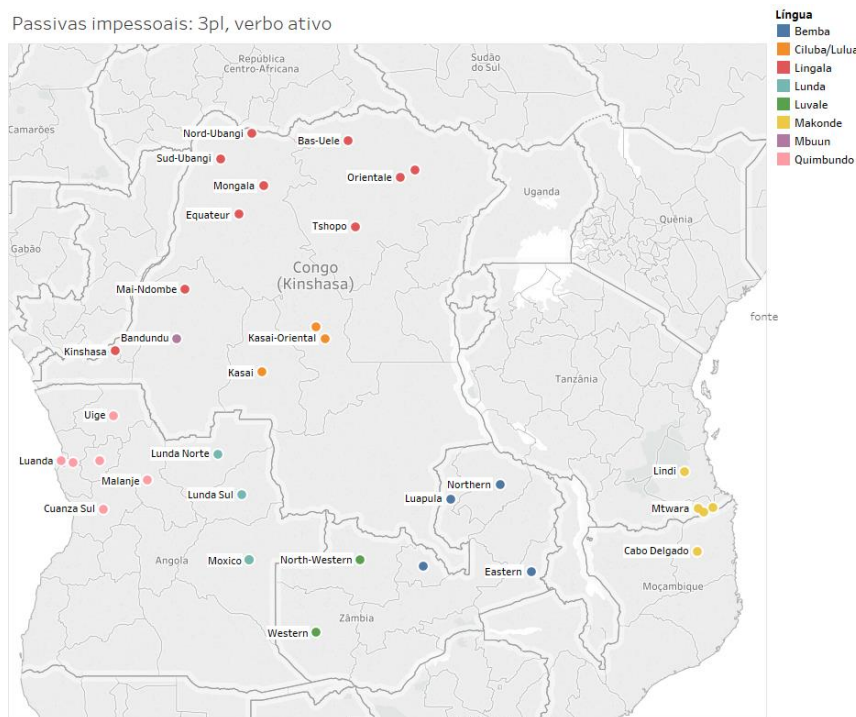 Passivas impessoais: 3pl, verbo ativo
Língua
Bemba
Ciluba/Lulua
Lingala
Lunda
Luvale
Makonde
Mbuun
Quimbundo
República
Centro-Africana
Sudão
do Sul
Camarões
Nord-Ubangi
Bas-Uele
Sud-Ubangi
Orientale
Mongala
Uganda
Equateur
Quênia
Tshopo
Gabão
Congo
(Kinshasa)
Mai-Ndombe
fonte
Bandundu
Kasai-Oriental
Kinshasa
Kasai
Tanzânia
Uige
Lunda Norte
Luanda
Lindi
Malanje
Northern
Lunda Sul
Luapula
Cuanza Sul
Mtwara
Cabo Delgado
Angola
Moxico
North-Western
Eastern
Moçambique
Zâmbia
Western